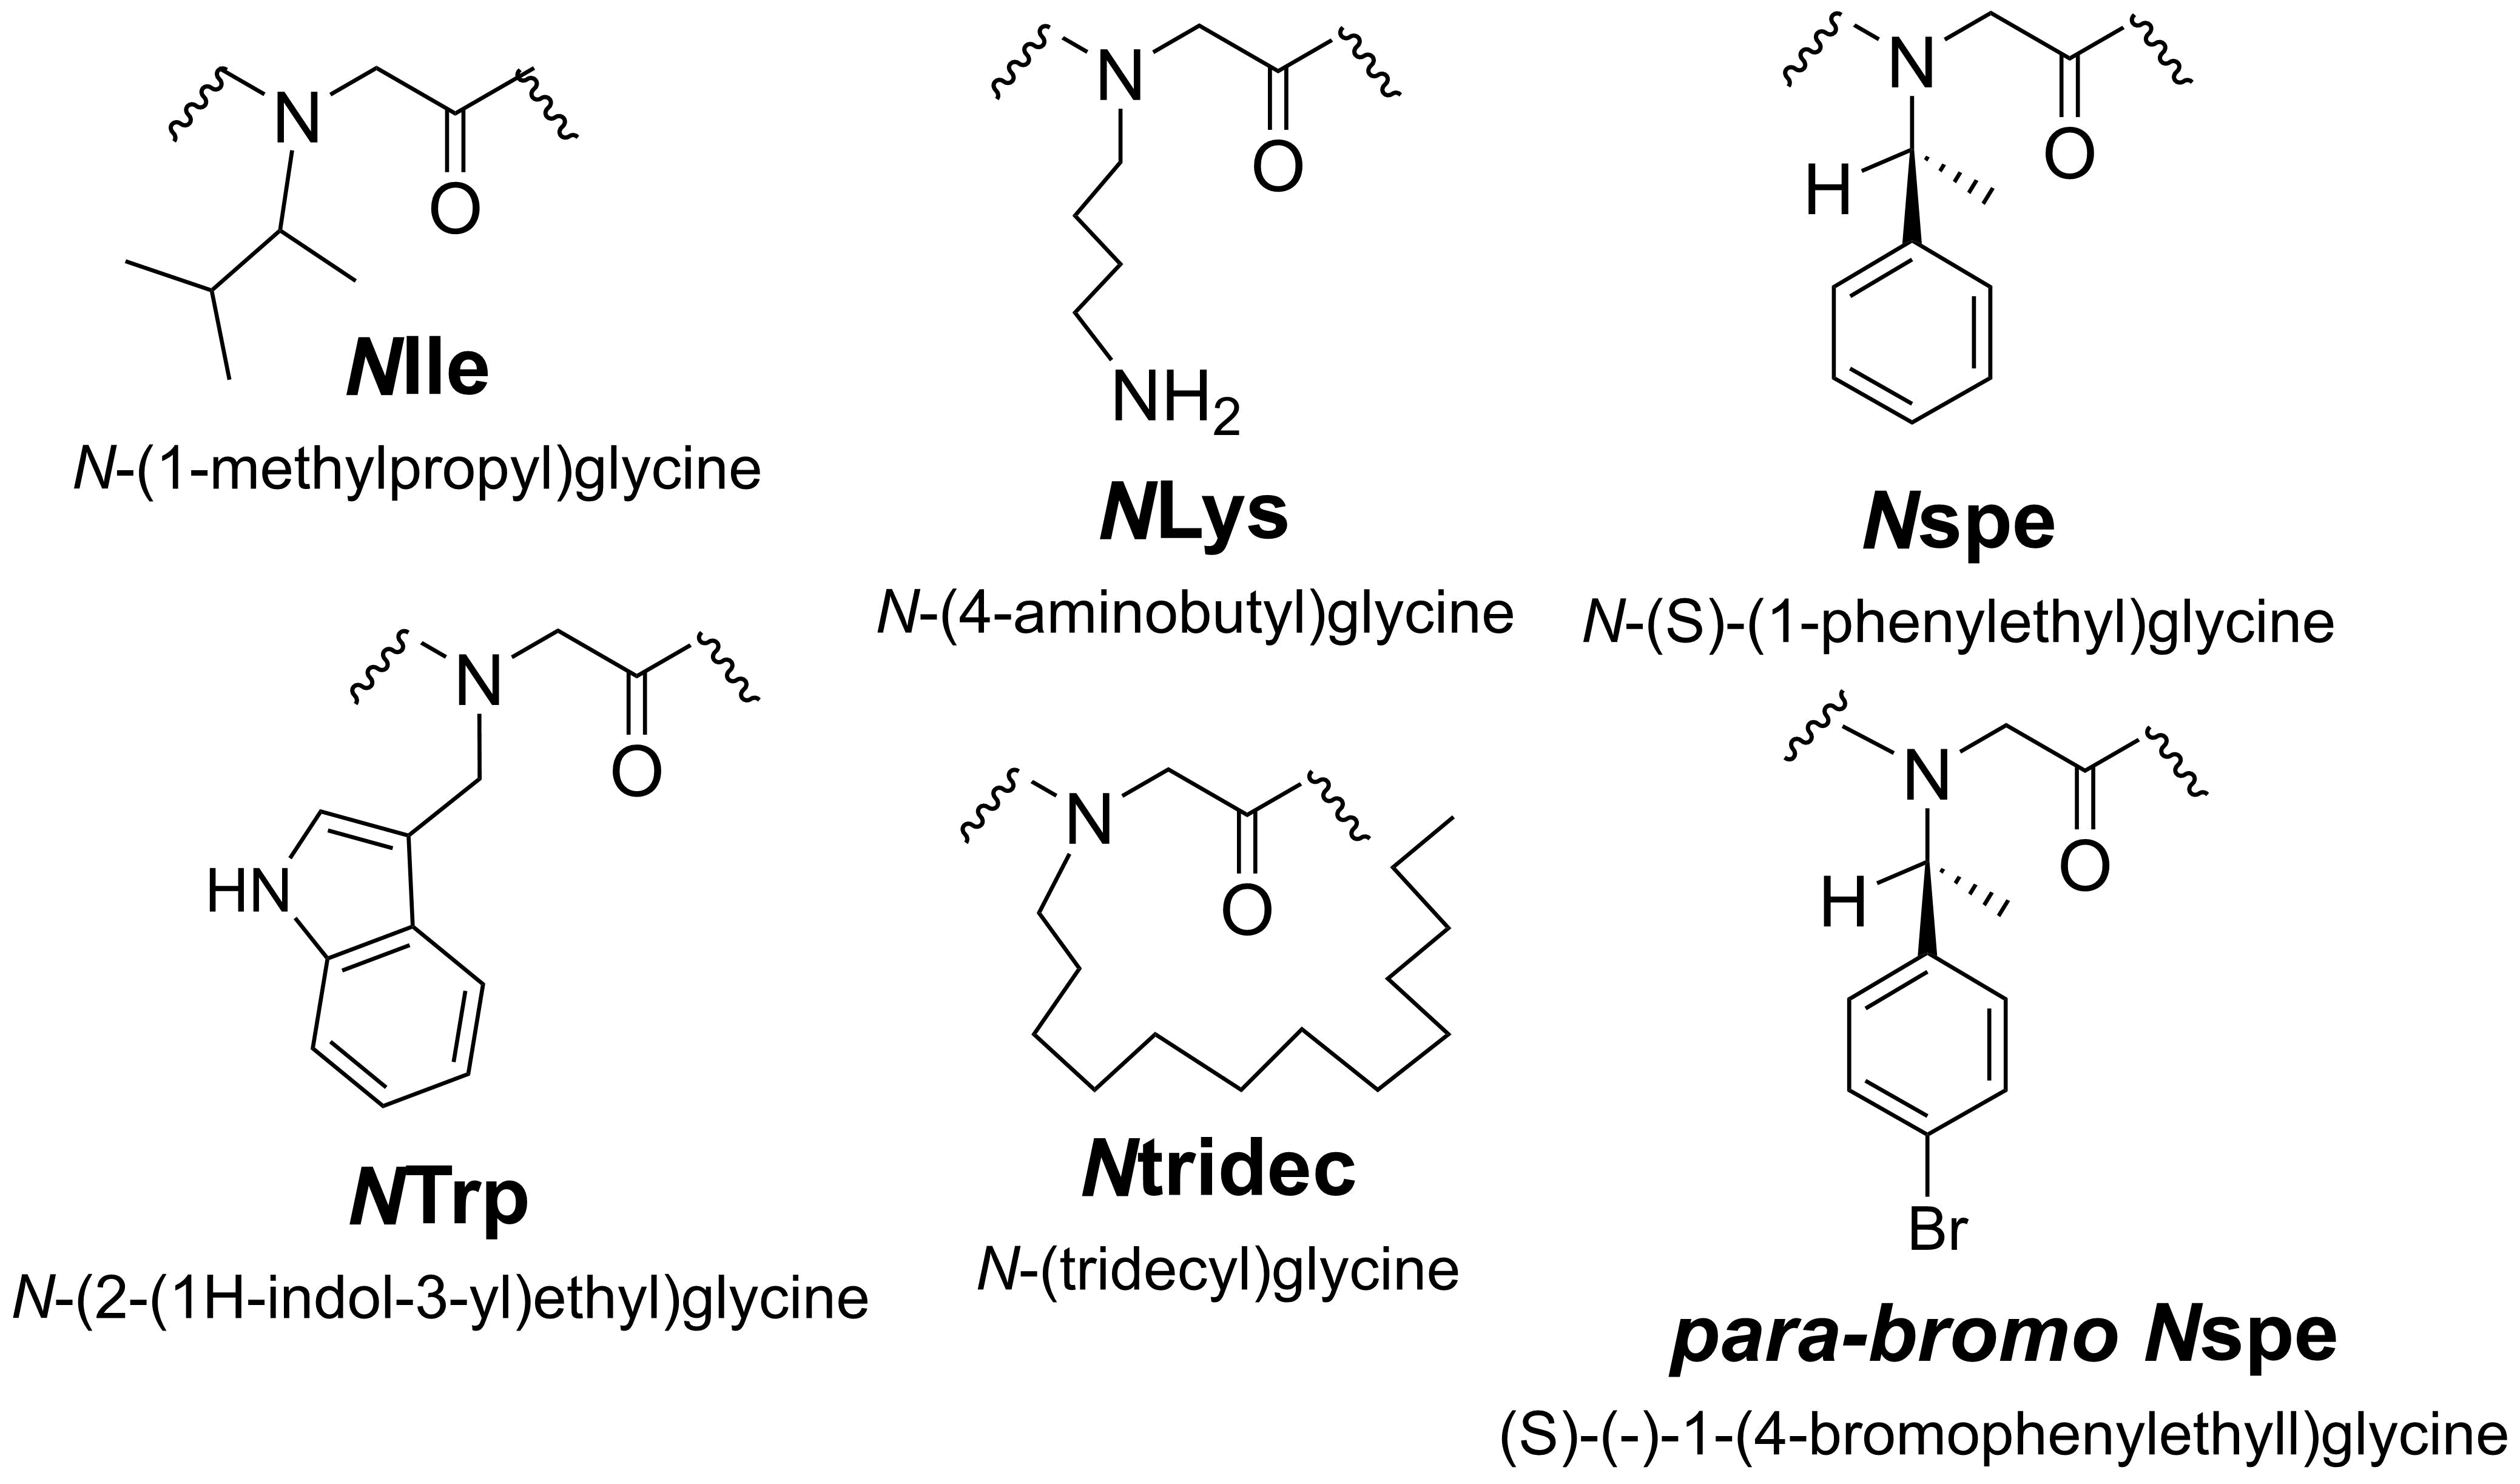 N
O
NIle
N-(1-methylpropyl)glycine
N
O
NH2
NLys
N-(4-aminobutyl)glycine
N
O
H
Nspe
N-(S)-(1-phenylethyl)glycine
N
O
HN
NTrp
N-(2-(1H-indol-3-yl)ethyl)glycine
N
O
Ntridec
N-(tridecyl)glycine
N
O
H
Br
para-bromo Nspe
(S)-(-)-1-(4-bromophenylethyll)glycine